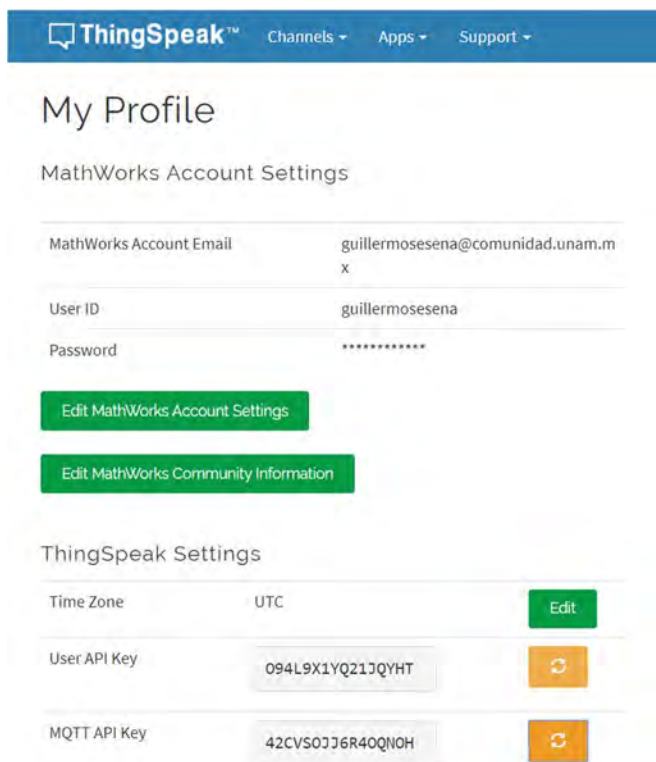 ThingSpeak™ Channels Apps Support
My Profile
MathWorks Account Settings
MathWorks Account Email guillermosesena@comunidad.unam.m
x
User ID guillermosesena
Password ************
Edit MathWorks Account Settings
Edit MathWorks Community Information
ThingSpeak Settings
Time Zone UTC Edit
User API Key O94L9X1YQ21JQYHT
MQTT API Key 42CVSOJJ6R4OQNOH